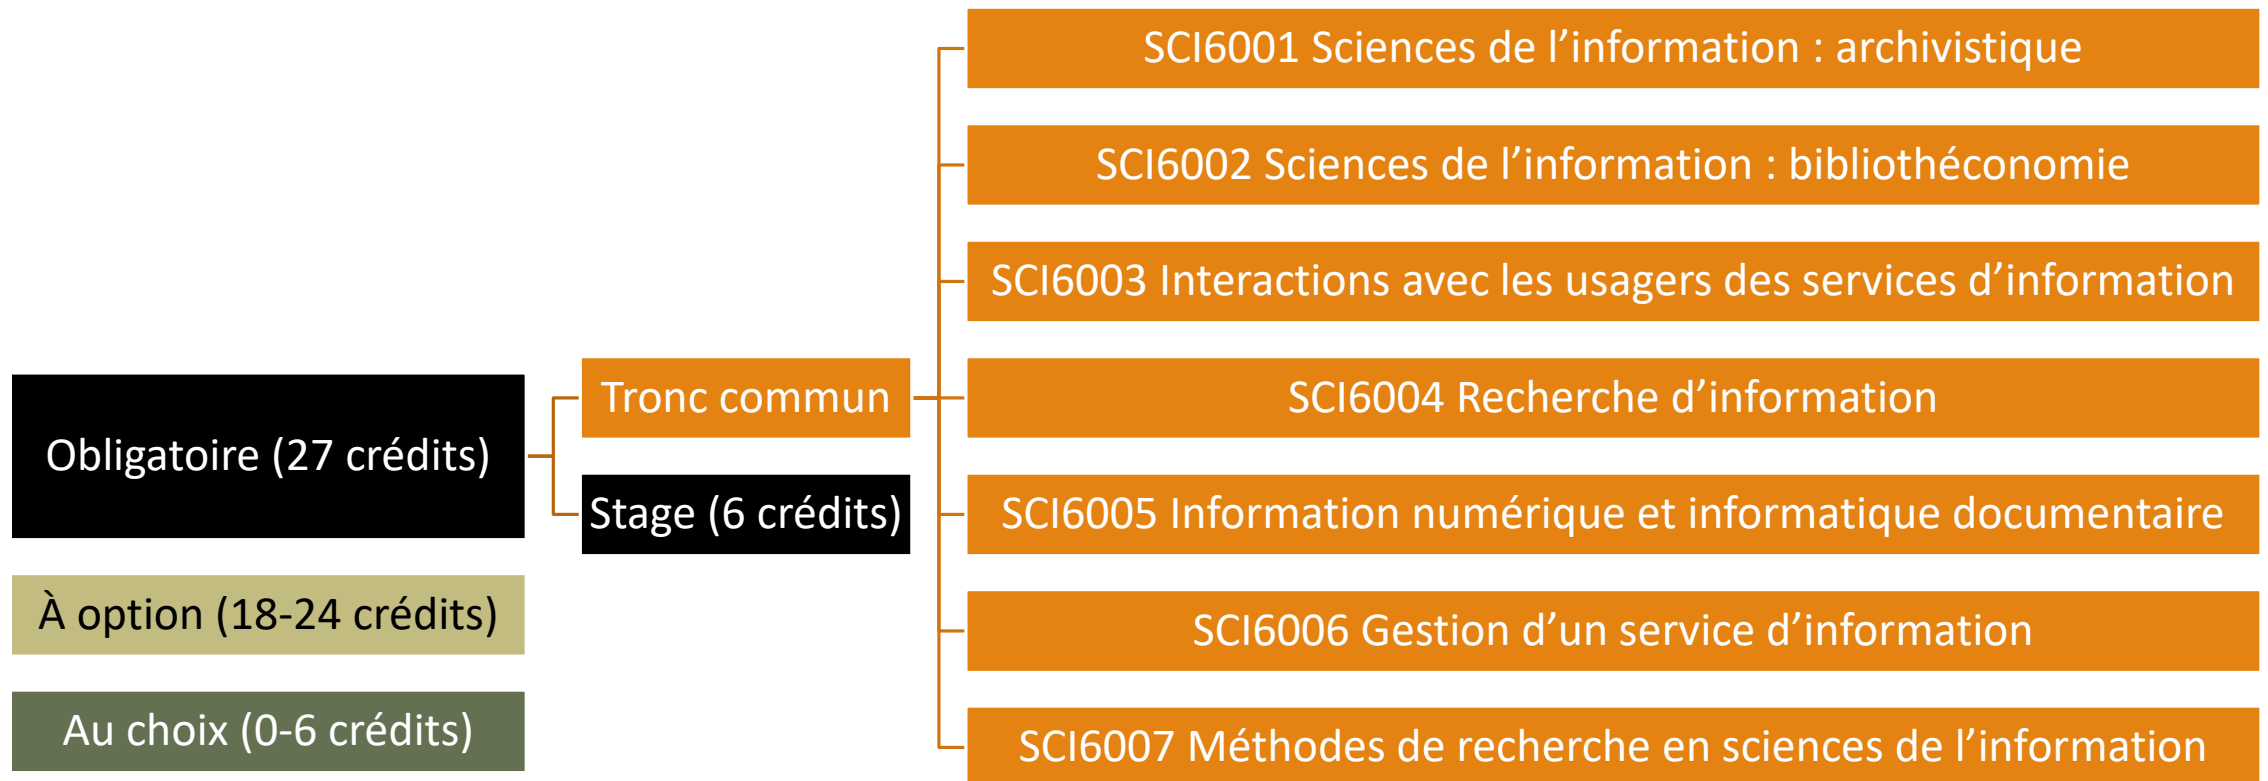 Obligatoire (27 crédits)
À option (18-24 crédits)
Au choix (0-6 crédits)
Tronc commun
Stage (6 crédits)
SCI6001 Sciences de l’information : archivistique
SCI6002 Sciences de l’information : bibliothéconomie
SCI6003 Interactions avec les usagers des services d’information
SCI6004 Recherche d’information
SCI6005 Information numérique et informatique documentaire
SCI6006 Gestion d’un service d’information
SCI6007 Méthodes de recherche en sciences de l’information